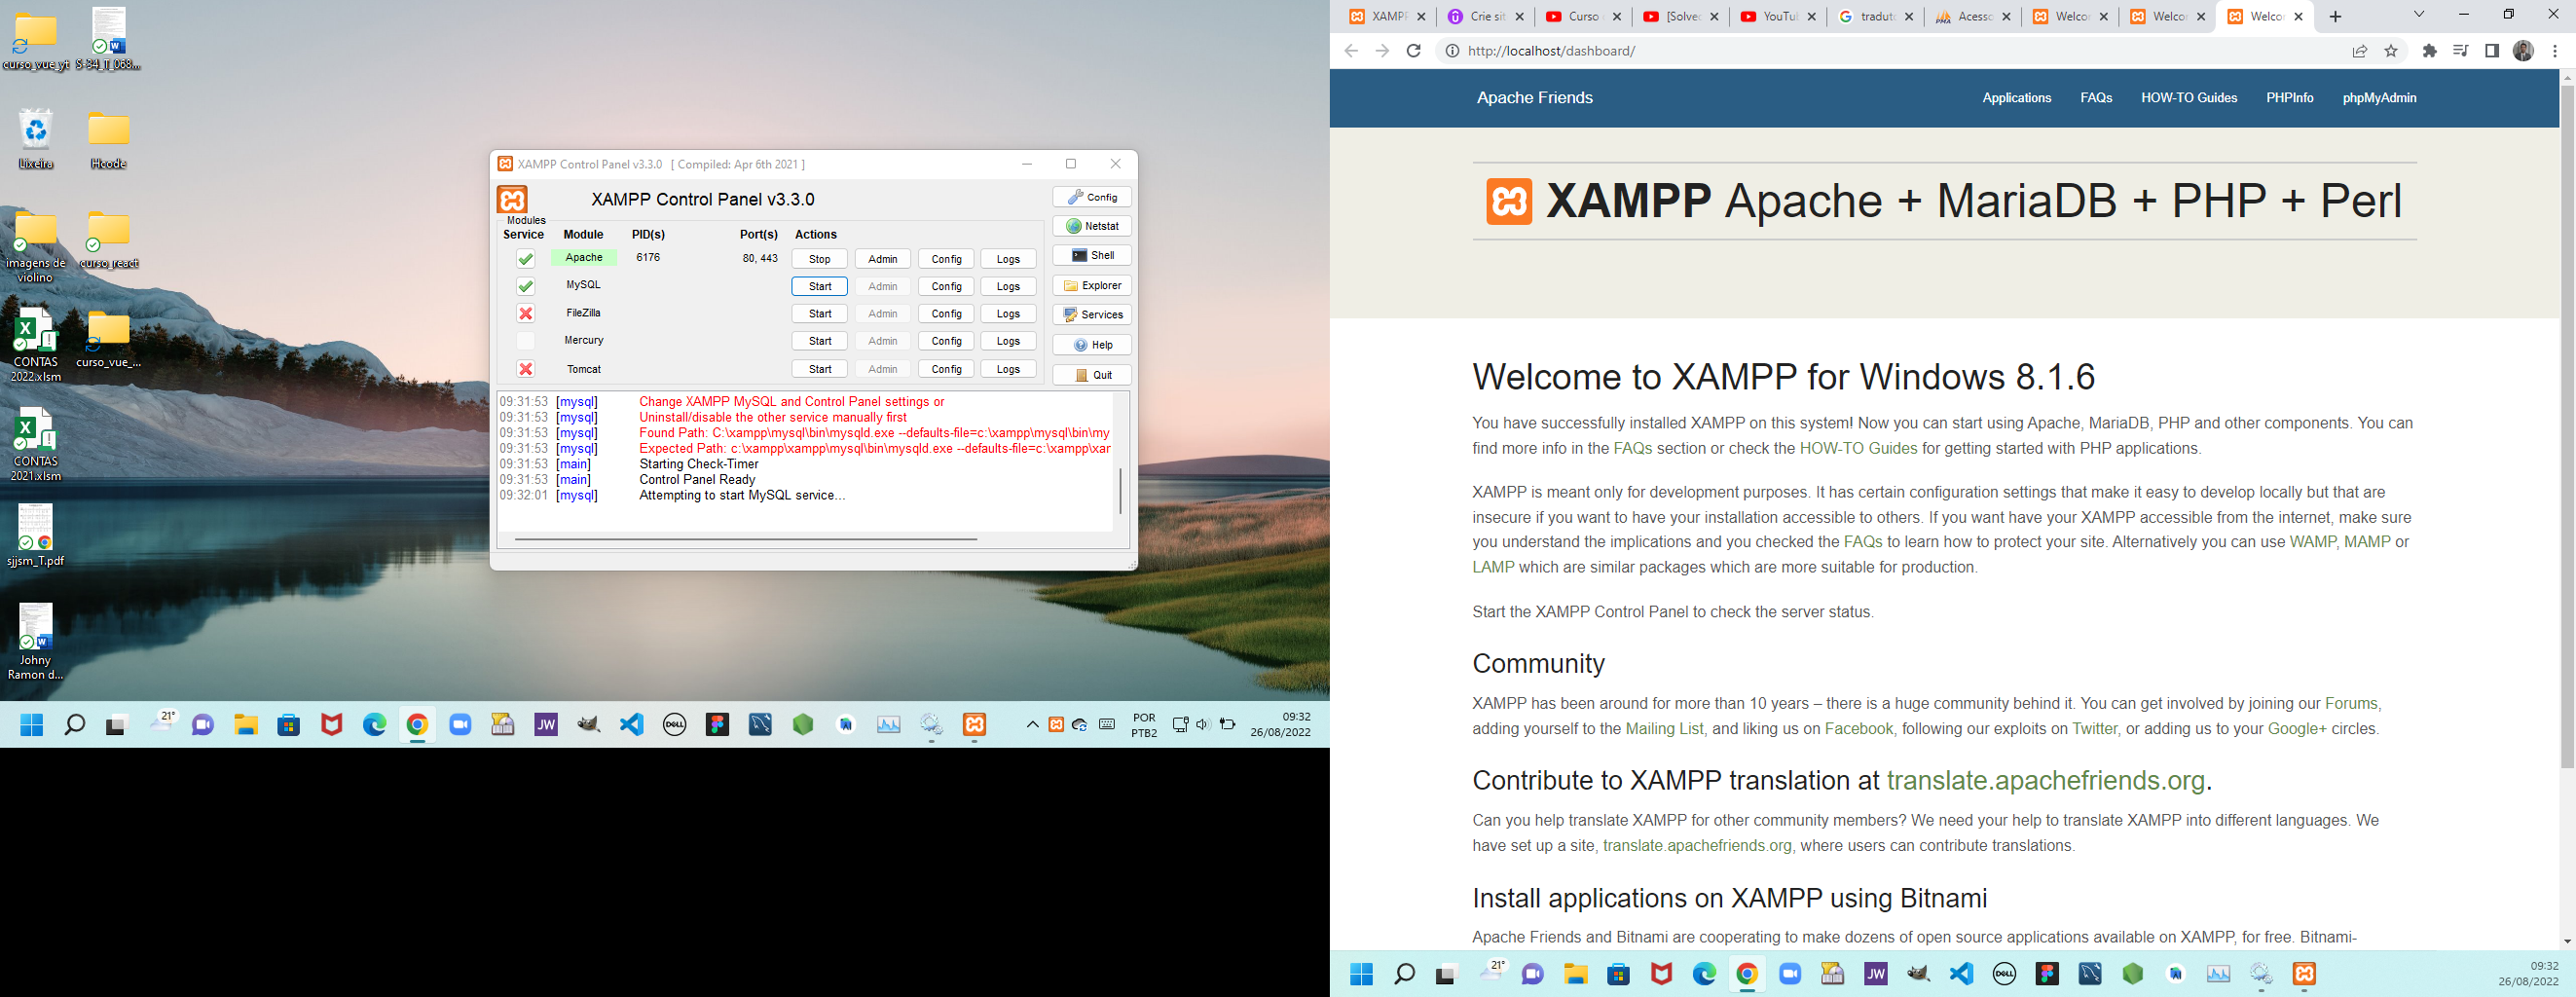 curso_vue_yt
S-34_T_068...
Lixeira
Hcode
imagens de violino
curso_react
CONTAS 2022.xlsm
curso_vue_...
CONTAS 2021.xlsm
sjjsm_T.pdf
Johny Ramon d...
XAMPP Control Panel v3.3.0 [ Compiled: Apr 6th 2021 ]
XAMPP Control Panel v3.3.0
Modules
Service Module PID(s) Port(s) Actions
Apache 6176 80, 443 Stop Admin Config Logs
MySQL Start Admin Config Logs
FileZilla Start Admin Config Logs
Mercury Start Admin Config Logs
Tomcat Start Admin Config Logs
Config
Netstat
Shell
Explorer
Services
Help
Quit
09:31:53 [mysql] Change XAMPP MySQL and Control Panel settings or
09:31:53 [mysql] Uninstall/disable the other service manually first
09:31:53 [mysql] Found Path: C:\xampp\mysql\bin\mysqld.exe --defaults-file=c:\xampp\mysql\bin\my
09:31:53 [mysql] Expected Path: c:\xampp\xampp\mysql\bin\mysqld.exe --defaults-file=c:\xampp\xar
09:31:53 [main] Starting Check-Timer
09:31:53 [main] Control Panel Ready
09:32:01 [mysql] Attempting to start MySQL service...
21°
JW
DELL
POR
PTB2
09:32
26/08/2022
XAMPP
Crie sit
Curso
[Solved
YouTub
traduto
Acesso
Welcor
Welcor
Welcor
http://localhost/dashboard/
Apache Friends
Applications FAQs HOW-TO Guides PHPInfo phpMyAdmin
XAMPP Apache + MariaDB + PHP + Perl
Welcome to XAMPP for Windows 8.1.6
You have successfully installed XAMPP on this system! Now you can start using Apache, MariaDB, PHP and other components. You can
find more info in the FAQs section or check the HOW-TO Guides for getting started with PHP applications.
XAMPP is meant only for development purposes. It has certain configuration settings that make it easy to develop locally but that are
insecure if you want to have your installation accessible to others. If you want have your XAMPP accessible from the internet, make sure
you understand the implications and you checked the FAQs to learn how to protect your site. Alternatively you can use WAMP, MAMP or
LAMP which are similar packages which are more suitable for production.
Start the XAMPP Control Panel to check the server status.
Community
XAMPP has been around for more than 10 years – there is a huge community behind it. You can get involved by joining our Forums,
adding yourself to the Mailing List, and liking us on Facebook, following our exploits on Twitter, or adding us to your Google+ circles.
Contribute to XAMPP translation at translate.apachefriends.org.
Can you help translate XAMPP for other community members? We need your help to translate XAMPP into different languages. We
have set up a site, translate.apachefriends.org, where users can contribute translations.
Install applications on XAMPP using Bitnami
Apache Friends and Bitnami are cooperating to make dozens of open source applications available on XAMPP, for free. Bitnami-
21°
JW
DELL
09:32
26/08/2022